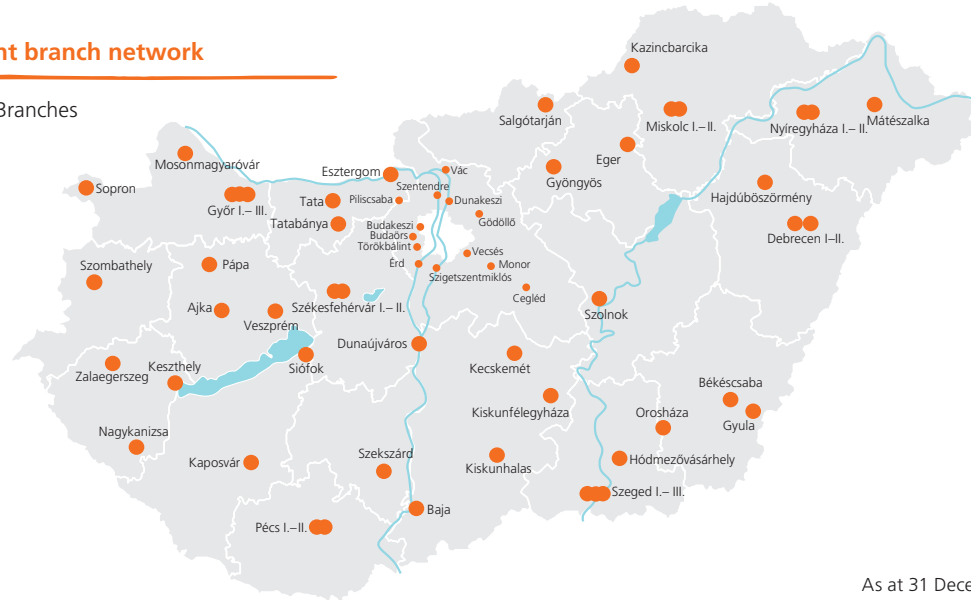 nt branch network
Branches
Kazincbarcika
Salgótarján
Miskolc I.–II.
Nyíregyháza I.– II.
Mátészalka
Mosonmagyaróvár
Eger
Esztergom
Vác
Gyöngyös
Sopron
Szentendre
Hajdúböszörmény
Győr I.– III.
Tata
Piliscsaba
Dunakeszi
Tatabánya
Gödöllő
Budakeszi
Budaörs
Debrecen I–II.
Törökbálint
Vecsés
Szombathely
Pápa
Érd
Monor
Szigetszentmiklós
Cegléd
Ajka
Székesfehérvár I.– II.
Szolnok
Veszprém
Dunaújváros
Zalaegerszeg
Keszthely
Siófok
Kecskemét
Békéscsaba
Kiskunfélegyháza
Orosháza
Gyula
Nagykanizsa
Szekszárd
Kaposvár
Kiskunhalas
Hódmezővásárhely
Szeged I.– III.
Baja
Pécs I.–II.
As at 31 Dece